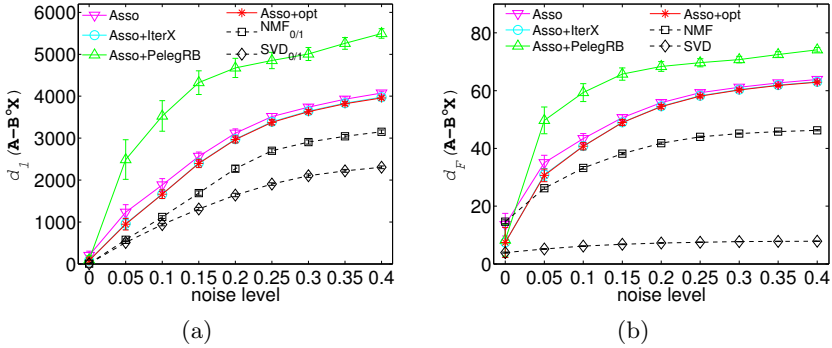 6000
5000
4000
3000
2000
1000
0
d₁ (A−B°X)
Asso
Asso+IterX
Asso+PelegRB
Asso+opt
NMF₀/₁
SVD₀/₁
0 0.05 0.1 0.15 0.2 0.25 0.3 0.35 0.4
noise level
(a)
80
60
40
20
0
d_F (A−B°X)
Asso
Asso+IterX
Asso+PelegRB
Asso+opt
NMF
SVD
0 0.05 0.1 0.15 0.2 0.25 0.3 0.35 0.4
noise level
(b)